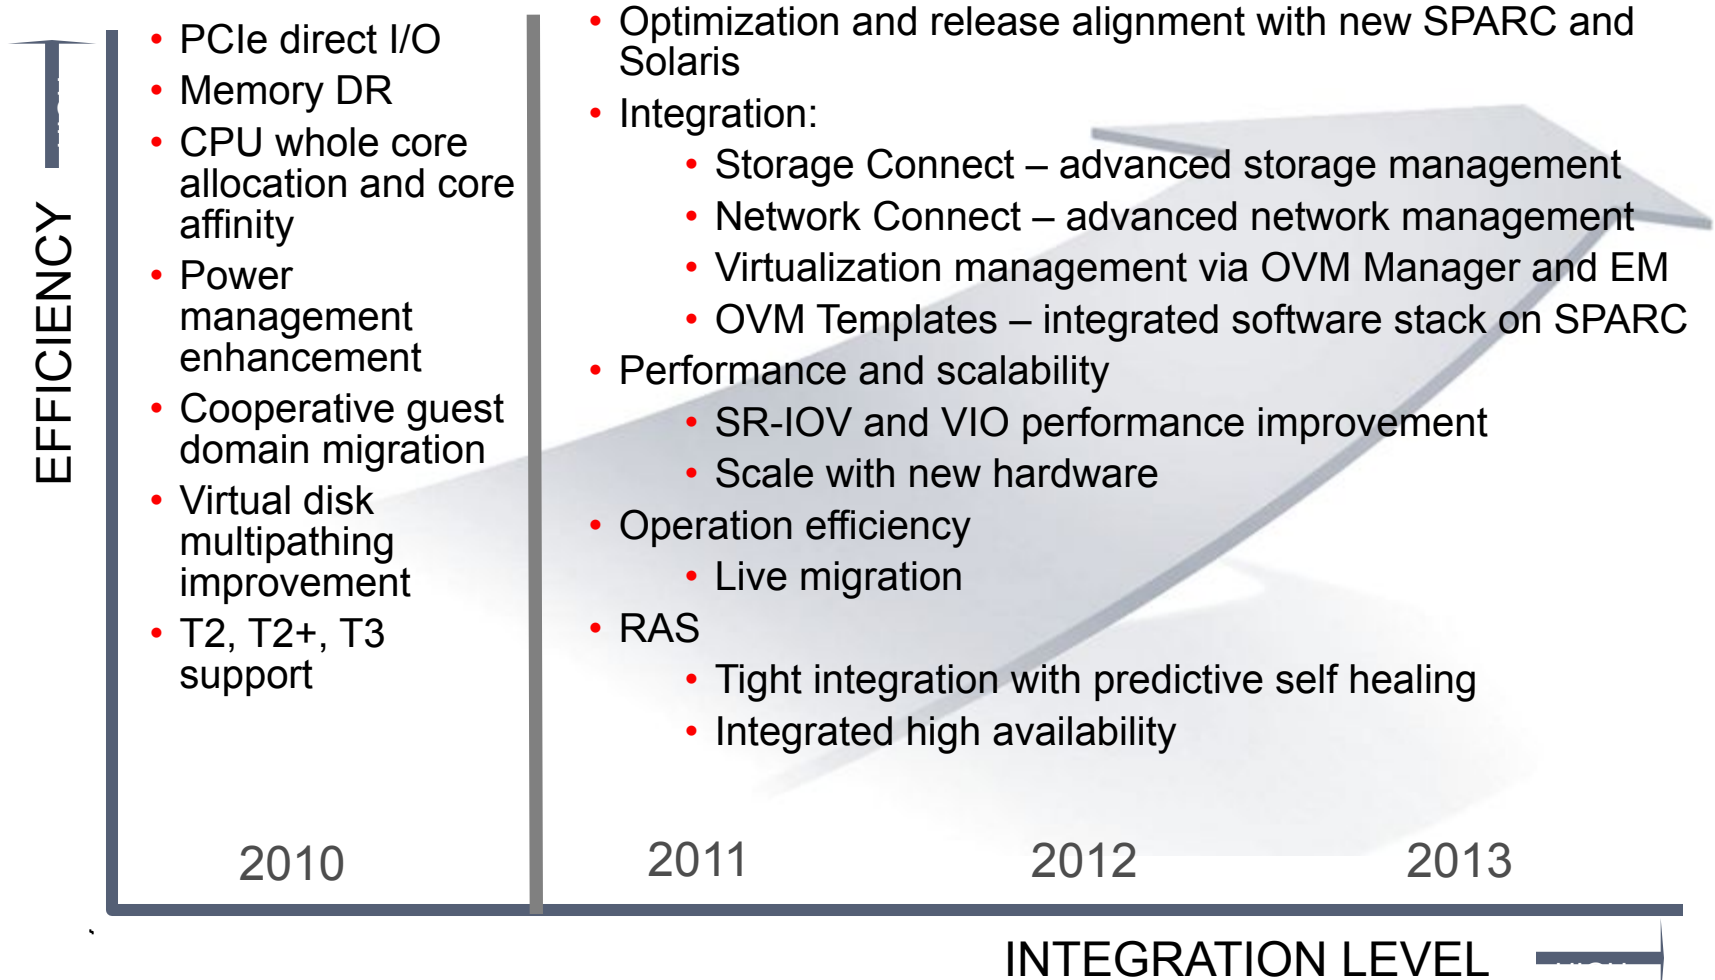 • PCIe direct I/O
• Memory DR
• CPU whole core
allocation and core
affinity
• Power
management
enhancement
• Cooperative guest
domain migration
• Virtual disk
multipathing
improvement
• T2, T2+, T3
support
• Optimization and release alignment with new SPARC and
Solaris
• Integration:
• Storage Connect – advanced storage management
• Network Connect – advanced network management
• Virtualization management via OVM Manager and EM
• OVM Templates – integrated software stack on SPARC
• Performance and scalability
• SR-IOV and VIO performance improvement
• Scale with new hardware
• Operation efficiency
• Live migration
• RAS
• Tight integration with predictive self healing
• Integrated high availability
EFFICIENCY
2010
2011
2012
2013
INTEGRATION LEVEL